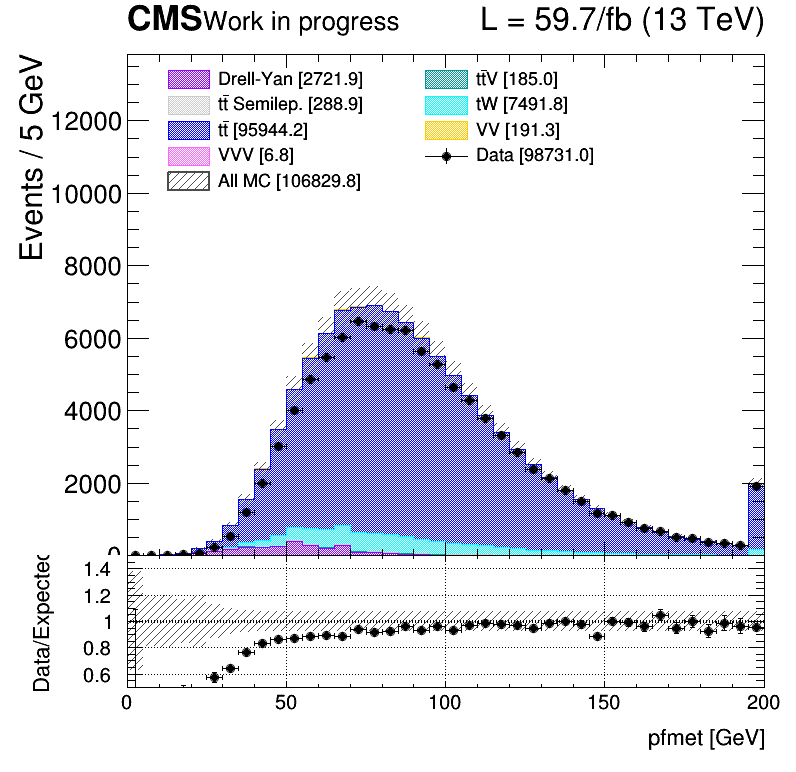 CMS Work in progress L = 59.7/fb (13 TeV)
Drell-Yan [2721.9]
tt̄ Semilep. [288.9]
tt̄ [95944.2]
VVV [6.8]
All MC [106829.8]
tt̄V [185.0]
tW [7491.8]
VV [191.3]
Data [98731.0]
Events / 5 GeV
12000
10000
8000
6000
4000
2000
0
Data/Expected
1.4
1.2
1
0.8
0.6
0 50 100 150 200
pfmet [GeV]